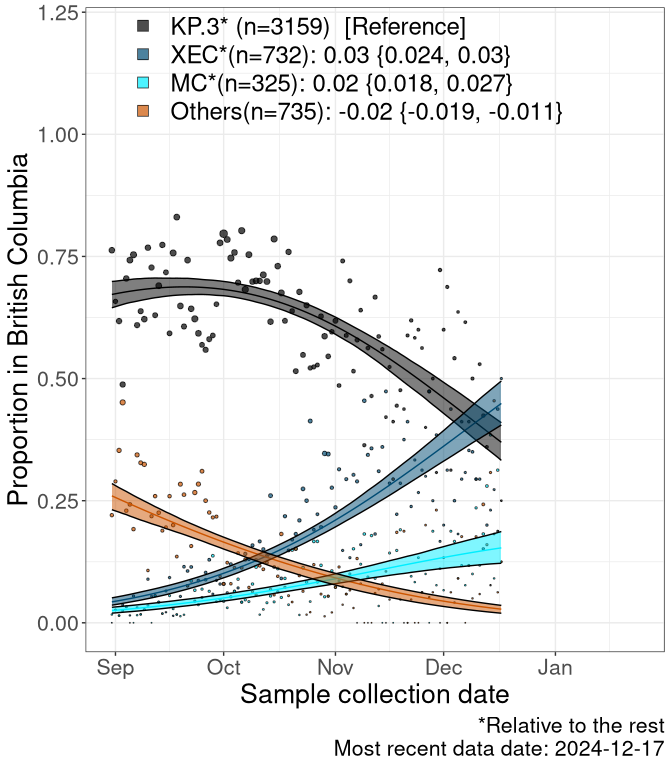 KP.3* (n=3159)  [Reference]
XEC*(n=732): 0.03 {0.024, 0.03}
MC*(n=325): 0.02 {0.018, 0.027}
Others(n=735): -0.02 {-0.019, -0.011}
Proportion in British Columbia
1.25
1.00
0.75
0.50
0.25
0.00
Sep Oct Nov Dec Jan
Sample collection date
*Relative to the rest
Most recent data date: 2024-12-17